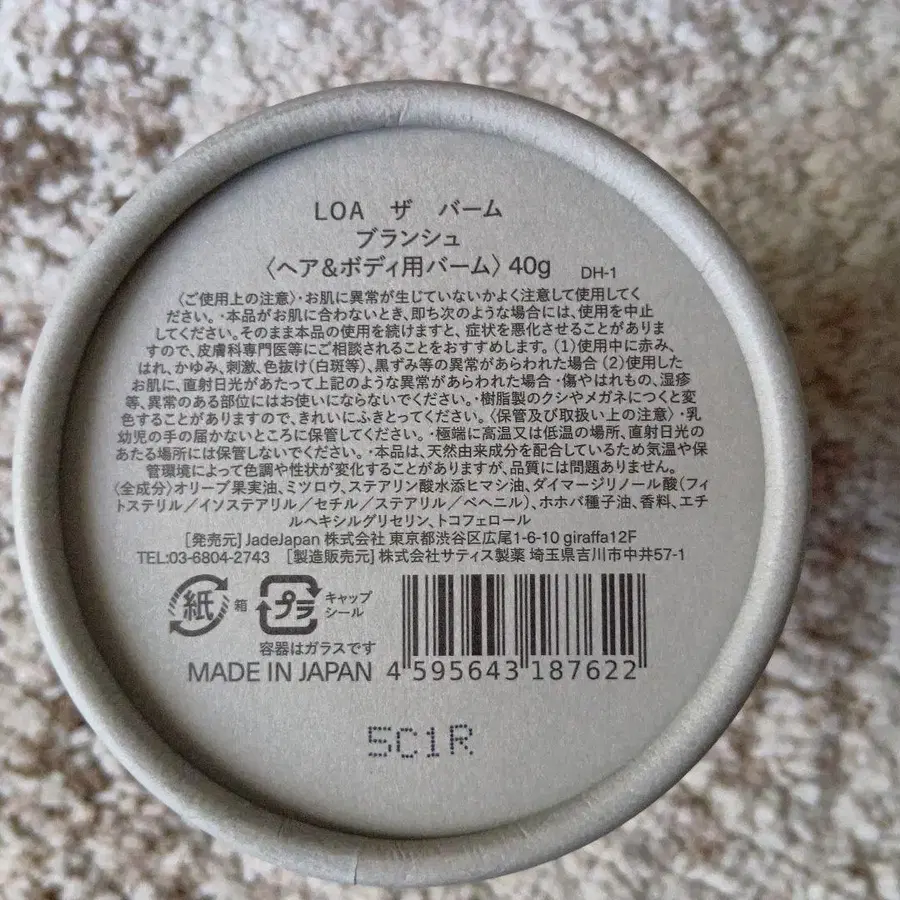 LOA ザ バーム
ブランシュ
〈ヘア&ボディ用バーム〉40g DH-1
〈ご使用上の注意〉・お肌に異常が生じていないかよく注意して使用してく
ださい。・本品がお肌に合わないとき、即ち次のような場合には、使用を中止
してください。そのまま本品の使用を続けますと、症状を悪化させることがありま
すので、皮膚科専門医等にご相談されることをおすすめします。(1)使用中に赤み、
はれ、かゆみ、刺激、色抜け(白斑等)、黒ずみ等の異常があらわれた場合(2)使用した
お肌に、直射日光があたって上記のような異常があらわれた場合・傷やはれもの、湿疹
等、異常のある部位にはお使いにならないでください。・樹脂製のクシやメガネにつくと変
色することがありますので、きれいにふきとってください。〈保管及び取扱い上の注意〉・乳
幼児の手の届かないところに保管してください。・極端に高温又は低温の場所、直射日光の
あたる場所には保管しないでください。・本品は、天然由来成分を配合しているため気温や保
管環境によって色調や性状が変化することがありますが、品質には問題ありません。
〈全成分〉オリーブ果実油、ミツロウ、ステアリン酸水添ヒマシ油、ダイマージリノール酸(フィ
トステリル/イソステアリル/セチル/ステアリル/ベヘニル)、ホホバ種子油、香料、エチ
ルヘキシルグリセリン、トコフェロール
[発売元] JadeJapan 株式会社 東京都渋谷区広尾1-6-10 giraffa12F
TEL:03-6804-2743 [製造販売元] 株式会社サティス製薬 埼玉県吉川市中井57-1
紙 箱 プラ キャップ
シール
容器はガラスです
MADE IN JAPAN 4 595643 187622
5C1R